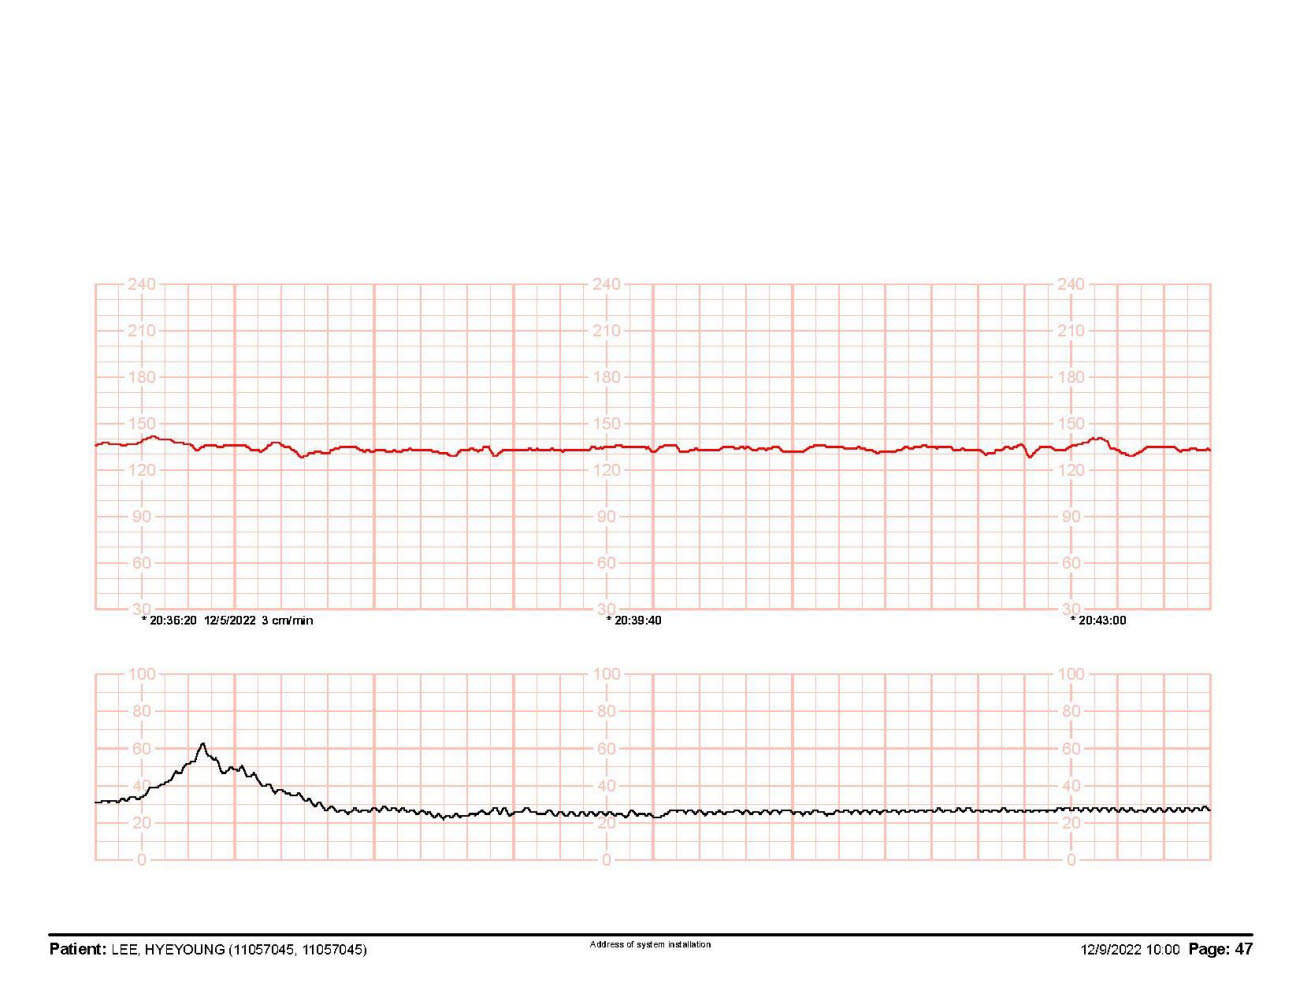 240 240 240
210 210 210
180 180 180
150 150 150
120 120 120
90 90 90
60 60 60
30 30 30
* 20:36:20 12/5/2022 3 cm/min * 20:39:40 * 20:43:00
100 100 100
80 80 80
60 60 60
40 40 40
20 20 20
0 0 0
Patient: LEE, HYEYOUNG (11057045, 11057045) Address of system installation 12/9/2022 10:00 Page: 47